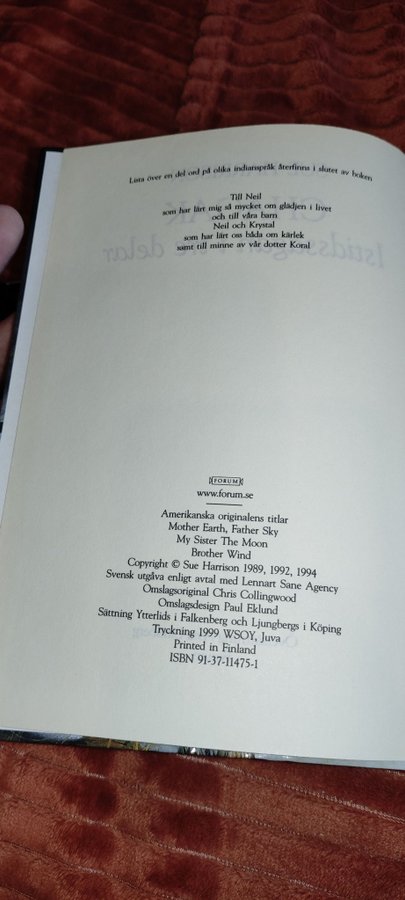 Lista över en del ord på olika indianspråk återfinns i slutet av boken
Till Neil
som har lärt mig så mycket om glädjen i livet
och till våra barn
Neil och Krystal
som har lärt oss båda om kärlek
samt till minne av vår dotter Koral
FORUM
www.forum.se
Amerikanska originalens titlar
Mother Earth, Father Sky
My Sister The Moon
Brother Wind
Copyright © Sue Harrison 1989, 1992, 1994
Svensk utgåva enligt avtal med Lennart Sane Agency
Omslagsoriginal Chris Collingwood
Omslagsdesign Paul Eklund
Sättning Ytterlids i Falkenberg och Ljungbergs i Köping
Tryckning 1999 WSOY, Juva
Printed in Finland
ISBN 91-37-11475-1